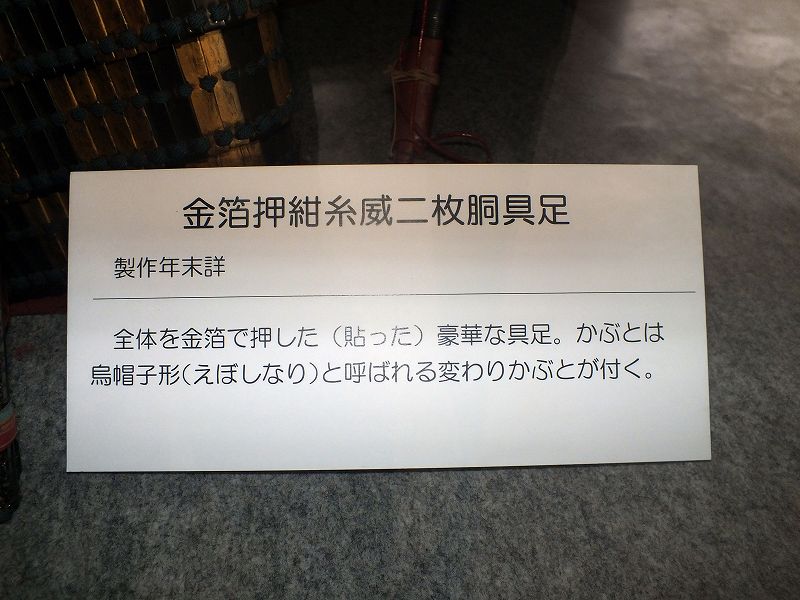 金箔押紺糸威二枚胴具足
製作年末詳
全体を金箔で押した（貼った）豪華な具足。かぶとは
烏帽子形(えぼしなり)と呼ばれる変わりかぶとが付く。